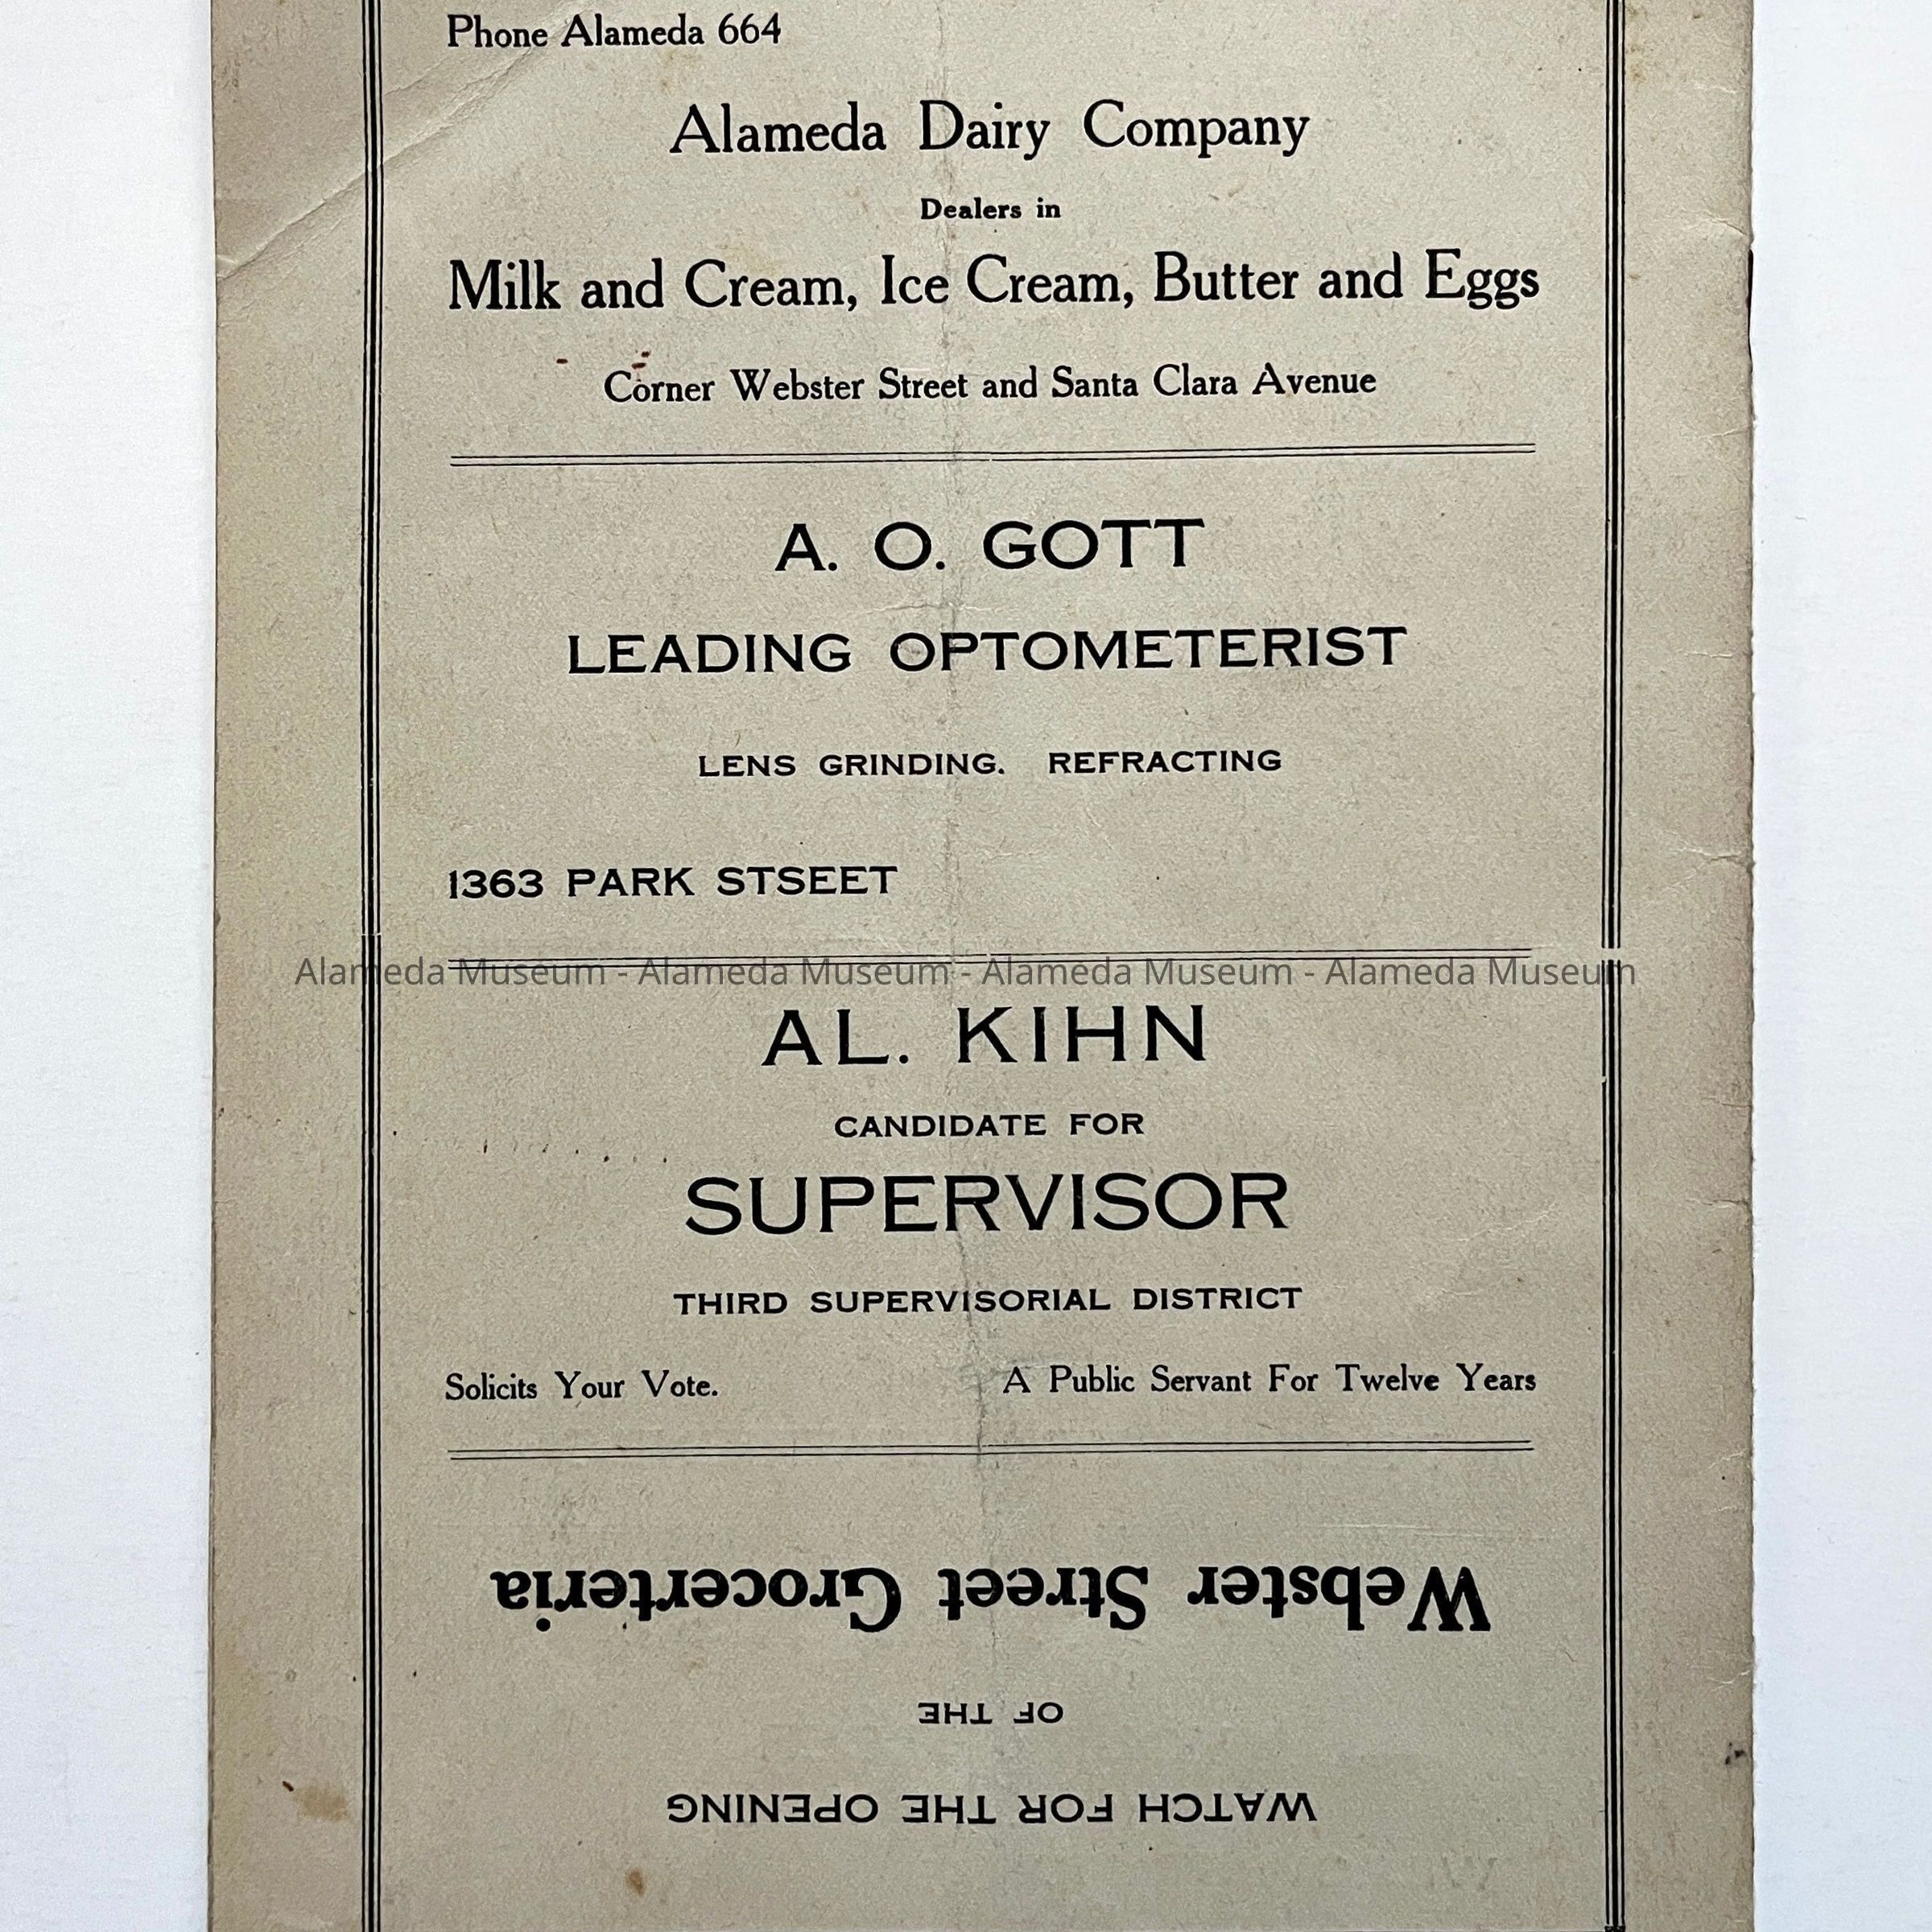 Phone Alameda 664
Alameda Dairy Company
Dealers in
Milk and Cream, Ice Cream, Butter and Eggs
Corner Webster Street and Santa Clara Avenue
A. O. GOTT
LEADING OPTOMETERIST
LENS GRINDING. REFRACTING
1363 PARK STSEET
Alameda Museum - Alameda Museum - Alameda Museum - Alameda Museum
AL. KIHN
CANDIDATE FOR
SUPERVISOR
THIRD SUPERVISORIAL DISTRICT
Solicits Your Vote. A Public Servant For Twelve Years
WATCH FOR THE OPENING
OF THE
Webster Street Grocerteria